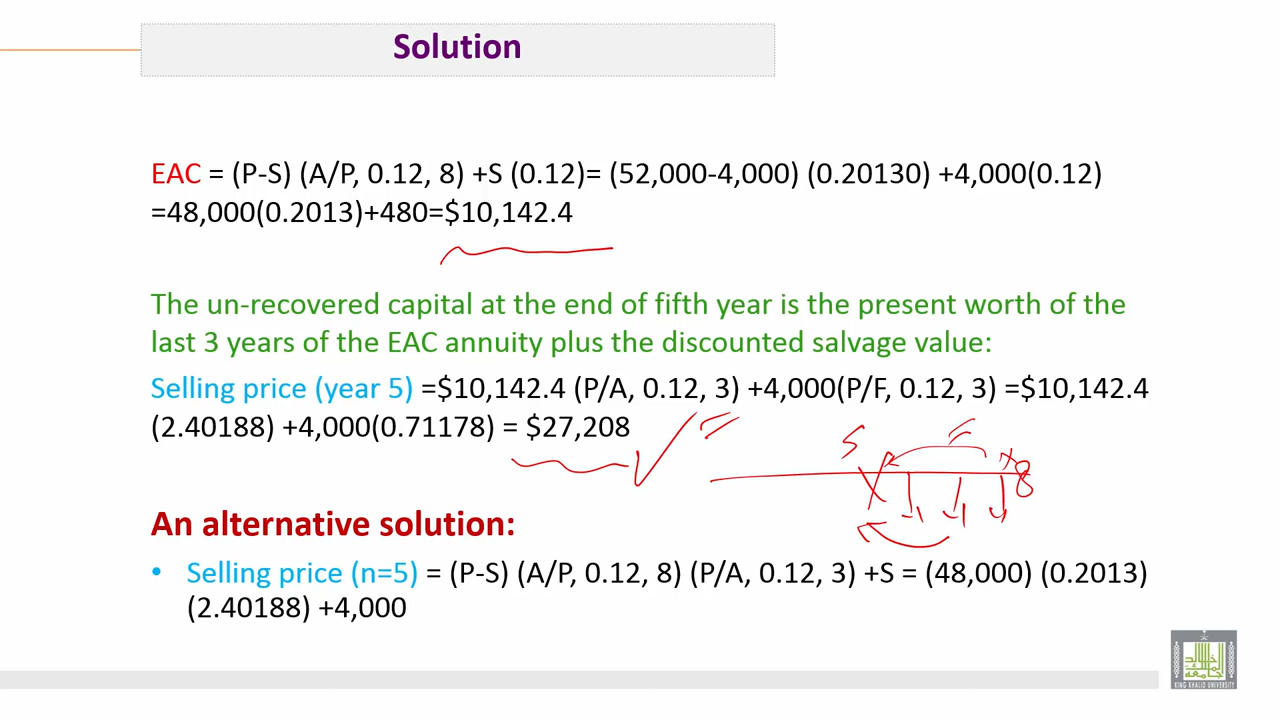 Solution
EAC = (P-S) (A/P, 0.12, 8) +S (0.12)= (52,000-4,000) (0.20130) +4,000(0.12)
=48,000(0.2013)+480=$10,142.4
The un-recovered capital at the end of fifth year is the present worth of the
last 3 years of the EAC annuity plus the discounted salvage value:
Selling price (year 5) =$10,142.4 (P/A, 0.12, 3) +4,000(P/F, 0.12, 3) =$10,142.4
(2.40188) +4,000(0.71178) = $27,208
5
8
An alternative solution:
• Selling price (n=5) = (P-S) (A/P, 0.12, 8) (P/A, 0.12, 3) +S = (48,000) (0.2013)
(2.40188) +4,000
KING KHALID UNIVERSITY